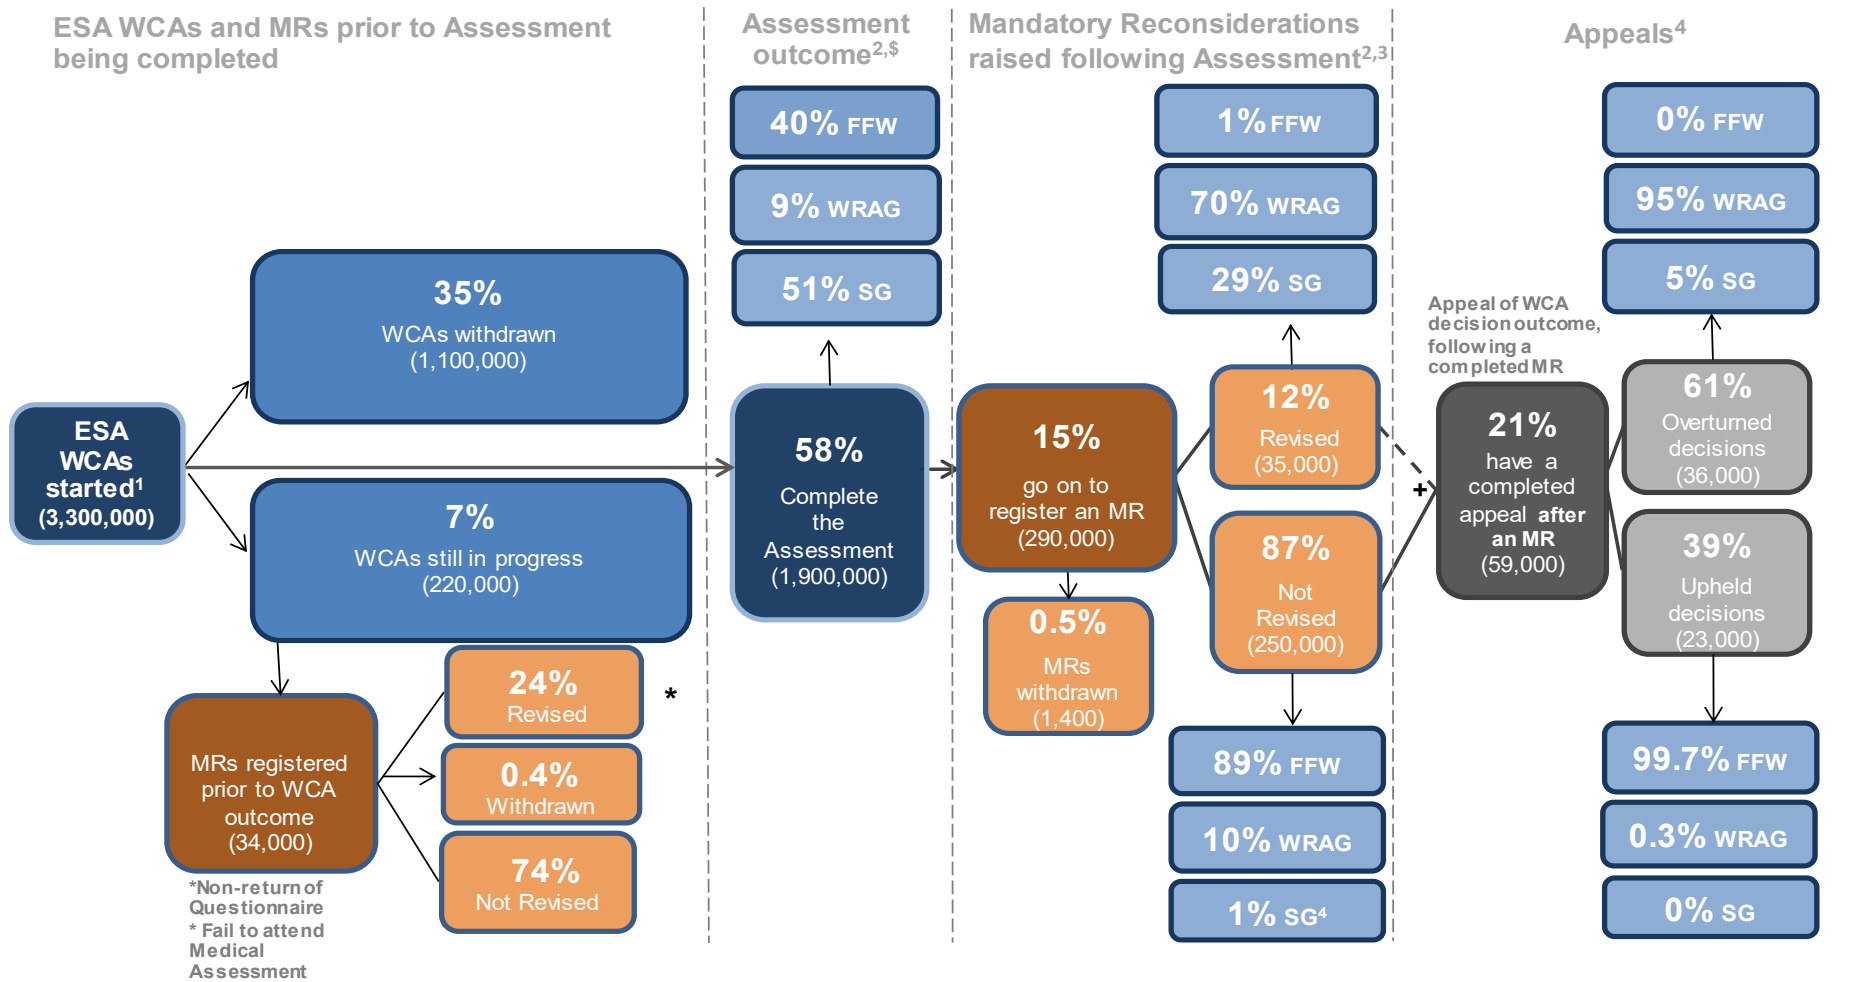 ESA WCAs and MRs prior to Assessment
being completed
Assessment
outcome2,$
Mandatory Reconsiderations
raised following Assessment2,3
Appeals4
40% FFW
9% WRAG
51% SG
1% FFW
70% WRAG
29% SG
0% FFW
95% WRAG
5% SG
35%
WCAs withdrawn
(1,100,000)
ESA
WCAs
started1
(3,300,000)
7%
WCAs still in progress
(220,000)
58%
Complete
the
Assessment
(1,900,000)
15%
go on to
register an MR
(290,000)
12%
Revised
(35,000)
87%
Not
Revised
(250,000)
0.5%
MRs
withdrawn
(1,400)
Appeal of WCA
decision outcome,
following a
completed MR
+
21%
have a
completed
appeal after
an MR
(59,000)
61%
Overturned
decisions
(36,000)
39%
Upheld
decisions
(23,000)
MRs registered
prior to WCA
outcome
(34,000)
24%
Revised
*
0.4%
Withdrawn
74%
Not Revised
*Non-return of
Questionnaire
* Fail to attend
Medical
Assessment
89% FFW
10% WRAG
1% SG4
99.7% FFW
0.3% WRAG
0% SG